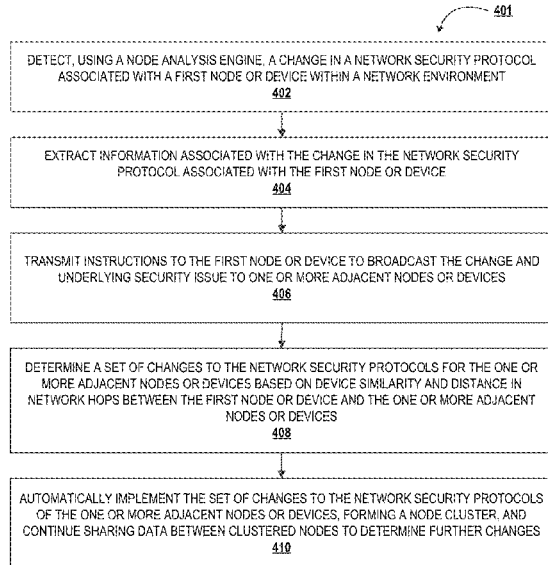 401
DETECT, USING A NODE ANALYSIS ENGINE, A CHANGE IN A NETWORK SECURITY PROTOCOL
ASSOCIATED WITH A FIRST NODE OR DEVICE WITHIN A NETWORK ENVIRONMENT
402
EXTRACT INFORMATION ASSOCIATED WITH THE CHANGE IN THE NETWORK SECURITY
PROTOCOL ASSOCIATED WITH THE FIRST NODE OR DEVICE
404
TRANSMIT INSTRUCTIONS TO THE FIRST NODE OR DEVICE TO BROADCAST THE CHANGE AND
UNDERLYING SECURITY ISSUE TO ONE OR MORE ADJACENT NODES OR DEVICES
406
DETERMINE A SET OF CHANGES TO THE NETWORK SECURITY PROTOCOLS FOR THE ONE OR
MORE ADJACENT NODES OR DEVICES BASED ON DEVICE SIMILARITY AND DISTANCE IN
NETWORK HOPS BETWEEN THE FIRST NODE OR DEVICE AND THE ONE OR MORE ADJACENT
NODES OR DEVICES
408
AUTOMATICALLY IMPLEMENT THE SET OF CHANGES TO THE NETWORK SECURITY PROTOCOLS
OF THE ONE OR MORE ADJACENT NODES OR DEVICES, FORMING A NODE CLUSTER, AND
CONTINUE SHARING DATA BETWEEN CLUSTERED NODES TO DETERMINE FURTHER CHANGES
410